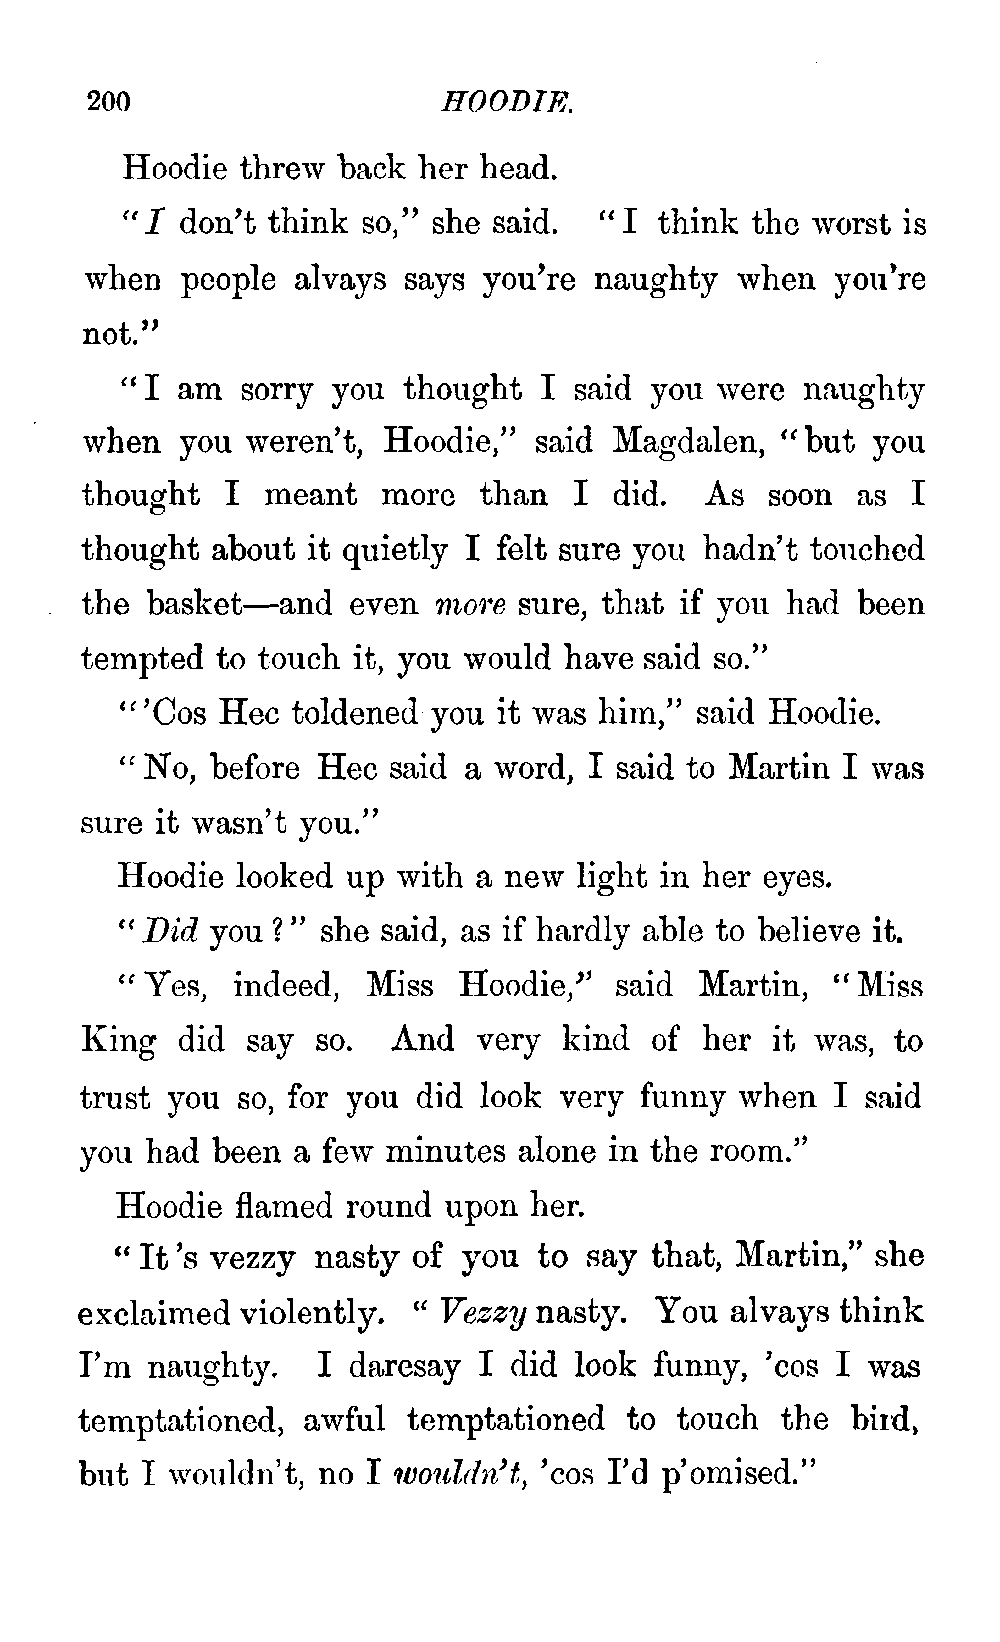 200 HOODIE.
Hoodie threw back her head.
“I don’t think so,” she said. “I think the worst is
when people alvays says you’re naughty when you’re
not.”
“I am sorry you thought I said you were naughty
when you weren’t, Hoodie,” said Magdalen, “but you
thought I meant more than I did. As soon as I
thought about it quietly I felt sure you hadn’t touched
the basket—and even more sure, that if you had been
tempted to touch it, you would have said so.”
“’Cos Hec toldened you it was him,” said Hoodie.
“No, before Hec said a word, I said to Martin I was
sure it wasn’t you.”
Hoodie looked up with a new light in her eyes.
“Did you?” she said, as if hardly able to believe it.
“Yes, indeed, Miss Hoodie,” said Martin, “Miss
King did say so. And very kind of her it was, to
trust you so, for you did look very funny when I said
you had been a few minutes alone in the room.”
Hoodie flamed round upon her.
“It’s vezzy nasty of you to say that, Martin,” she
exclaimed violently. “Vezzy nasty. You alvays think
I’m naughty. I daresay I did look funny, ’cos I was
temptationed, awful temptationed to touch the bird,
but I wouldn’t, no I wouldn’t, ’cos I’d p’omised.”